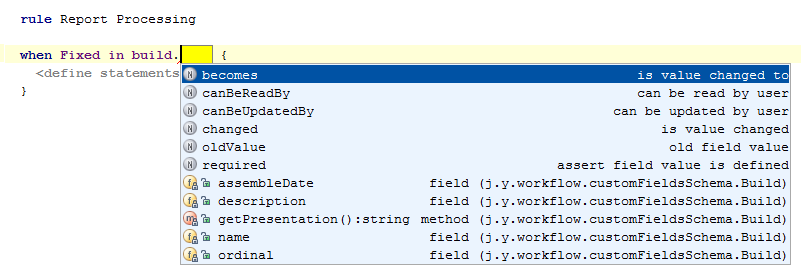 rule Report Processing
when Fixed in build. {
<define statements
becomes is value changed to
canBeReadBy can be read by user
canBeUpdatedBy can be updated by user
changed is value changed
oldValue old field value
required assert field value is defined
assembleDate field (j.y.workflow.customFieldsSchema.Build)
description field (j.y.workflow.customFieldsSchema.Build)
getPresentation():string method (j.y.workflow.customFieldsSchema.Build)
name field (j.y.workflow.customFieldsSchema.Build)
ordinal field (j.y.workflow.customFieldsSchema.Build)
}